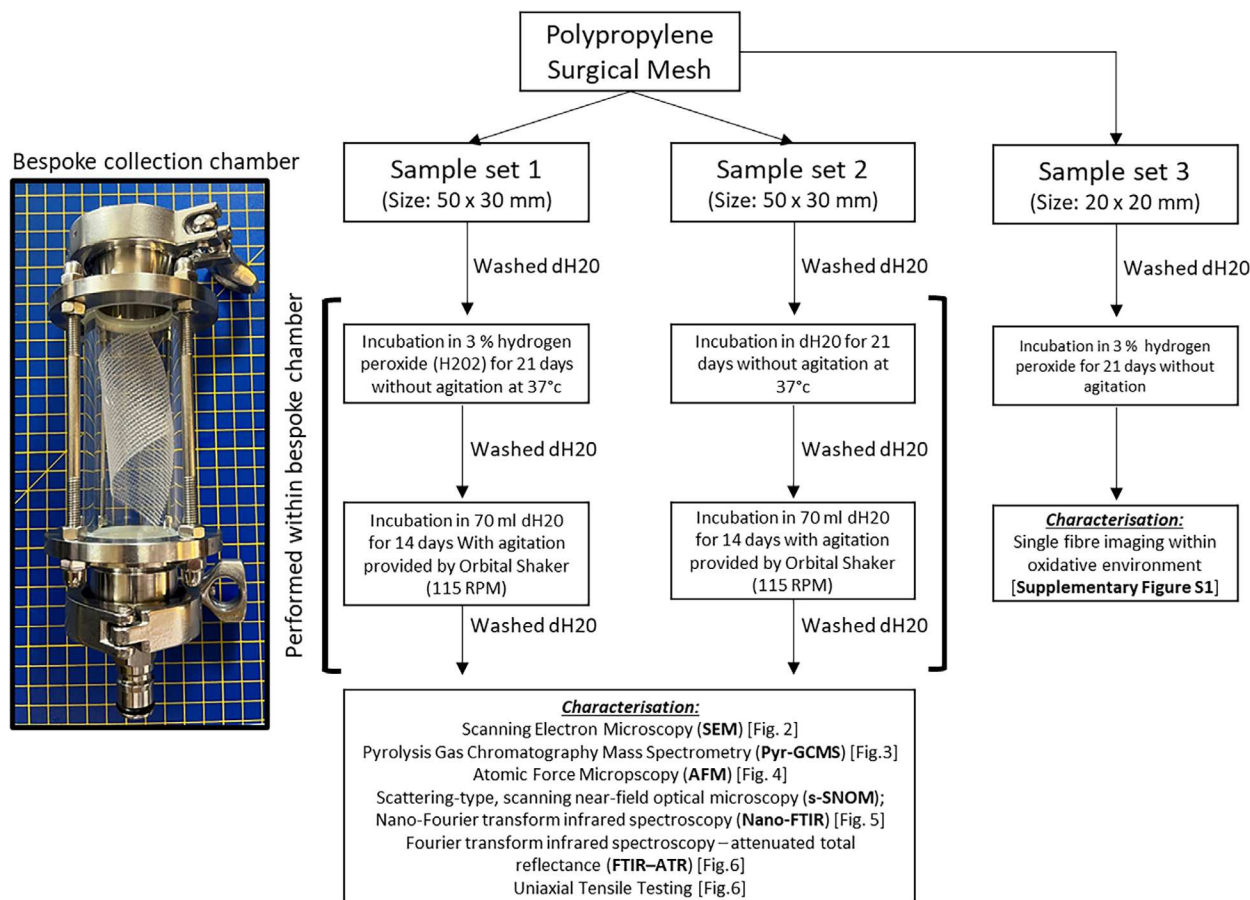 Polypropylene
Surgical Mesh
Bespoke collection chamber
Sample set 1
(Size: 50 x 30 mm)
Sample set 2
(Size: 50 x 30 mm)
Sample set 3
(Size: 20 x 20 mm)
Washed dH20
Washed dH20
Washed dH20
Performed within bespoke chamber
Incubation in 3 % hydrogen
peroxide (H202) for 21 days
without agitation at 37°c
Incubation in dH20 for 21
days without agitation at
37°c
Incubation in 3 % hydrogen
peroxide for 21 days without
agitation
Washed dH20
Washed dH20
Incubation in 70 ml dH20
for 14 days With agitation
provided by Orbital Shaker
(115 RPM)
Incubation in 70 ml dH20
for 14 days with agitation
provided by Orbital Shaker
(115 RPM)
Characterisation:
Single fibre imaging within
oxidative environment
[Supplementary Figure S1]
Washed dH20
Washed dH20
Characterisation:
Scanning Electron Microscopy (SEM) [Fig. 2]
Pyrolysis Gas Chromatography Mass Spectrometry (Pyr-GCMS) [Fig.3]
Atomic Force Micropscopy (AFM) [Fig. 4]
Scattering-type, scanning near-field optical microscopy (s-SNOM);
Nano-Fourier transform infrared spectroscopy (Nano-FTIR) [Fig. 5]
Fourier transform infrared spectroscopy – attenuated total
reflectance (FTIR–ATR) [Fig.6]
Uniaxial Tensile Testing [Fig.6]